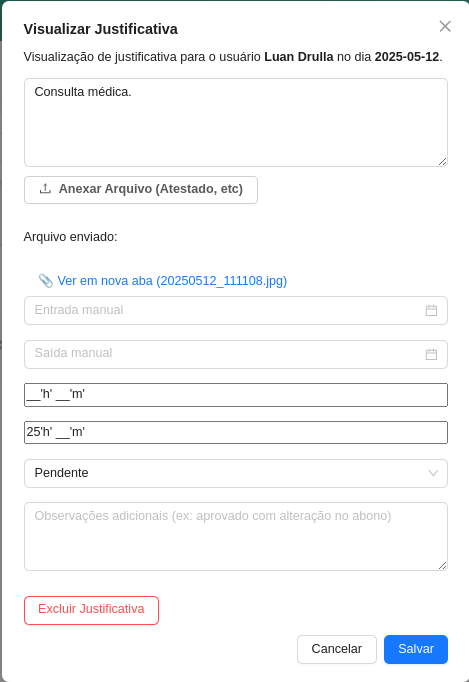 Visualizar Justificativa
Visualização de justificativa para o usuário Luan Drulla no dia 2025-05-12.
Consulta médica.
Anexar Arquivo (Atestado, etc)
Arquivo enviado:
Ver em nova aba (20250512_111108.jpg)
Entrada manual
Saída manual
__'h' __'m'
25'h' __'m'
Pendente
Observações adicionais (ex: aprovado com alteração no abono)
Excluir Justificativa
Cancelar
Salvar